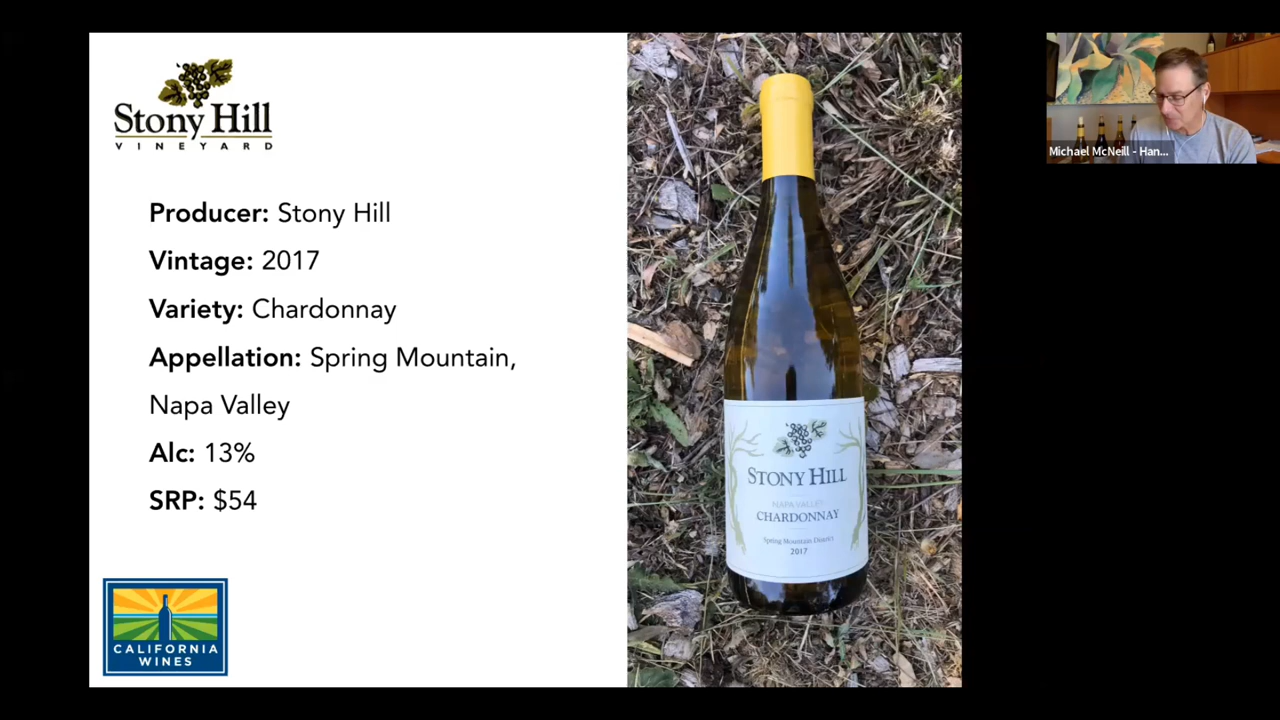 Stony Hill
VINEYARD
Producer: Stony Hill
Vintage: 2017
Variety: Chardonnay
Appellation: Spring Mountain,
Napa Valley
Alc: 13%
SRP: $54
CALIFORNIA
WINES
STONY HILL
NAPA VALLEY
CHARDONNAY
Spring Mountain District
2017
Michael McNeill - Han...